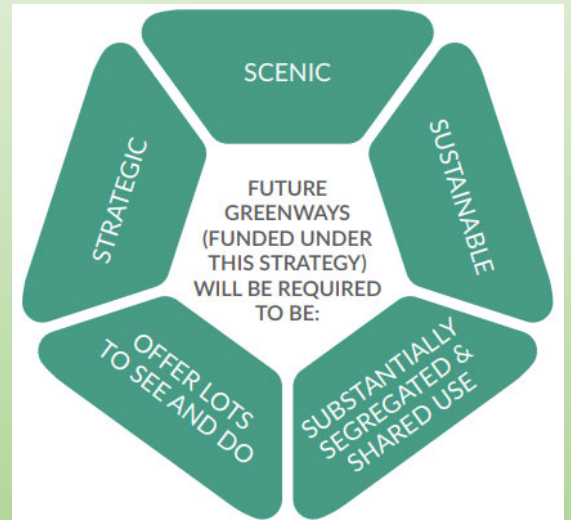 SCENIC
SUSTAINABLE
STRATEGIC
FUTURE
GREENWAYS
(FUNDED UNDER
THIS STRATEGY)
WILL BE REQUIRED
TO BE:
OFFER LOTS
TO SEE AND DO
SUBSTANTIALLY
SEGREGATED &
SHARED USE